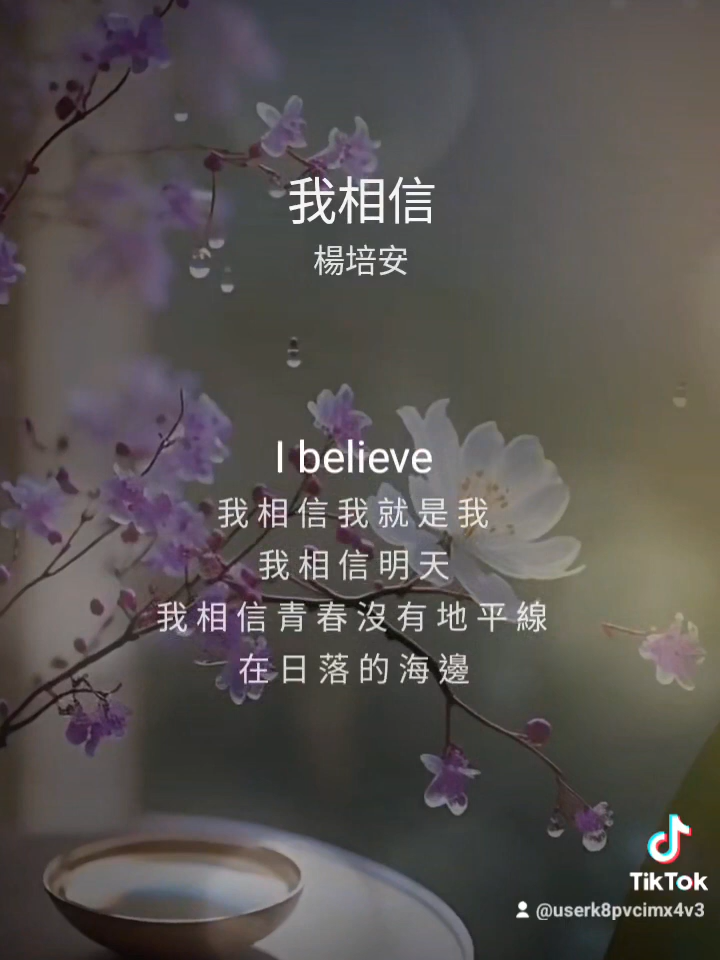 我相信
楊培安
I believe
我相信我就是我
我相信明天
我相信青春沒有地平線
在日落的海邊
TikTok
@userk8pvcimx4v3